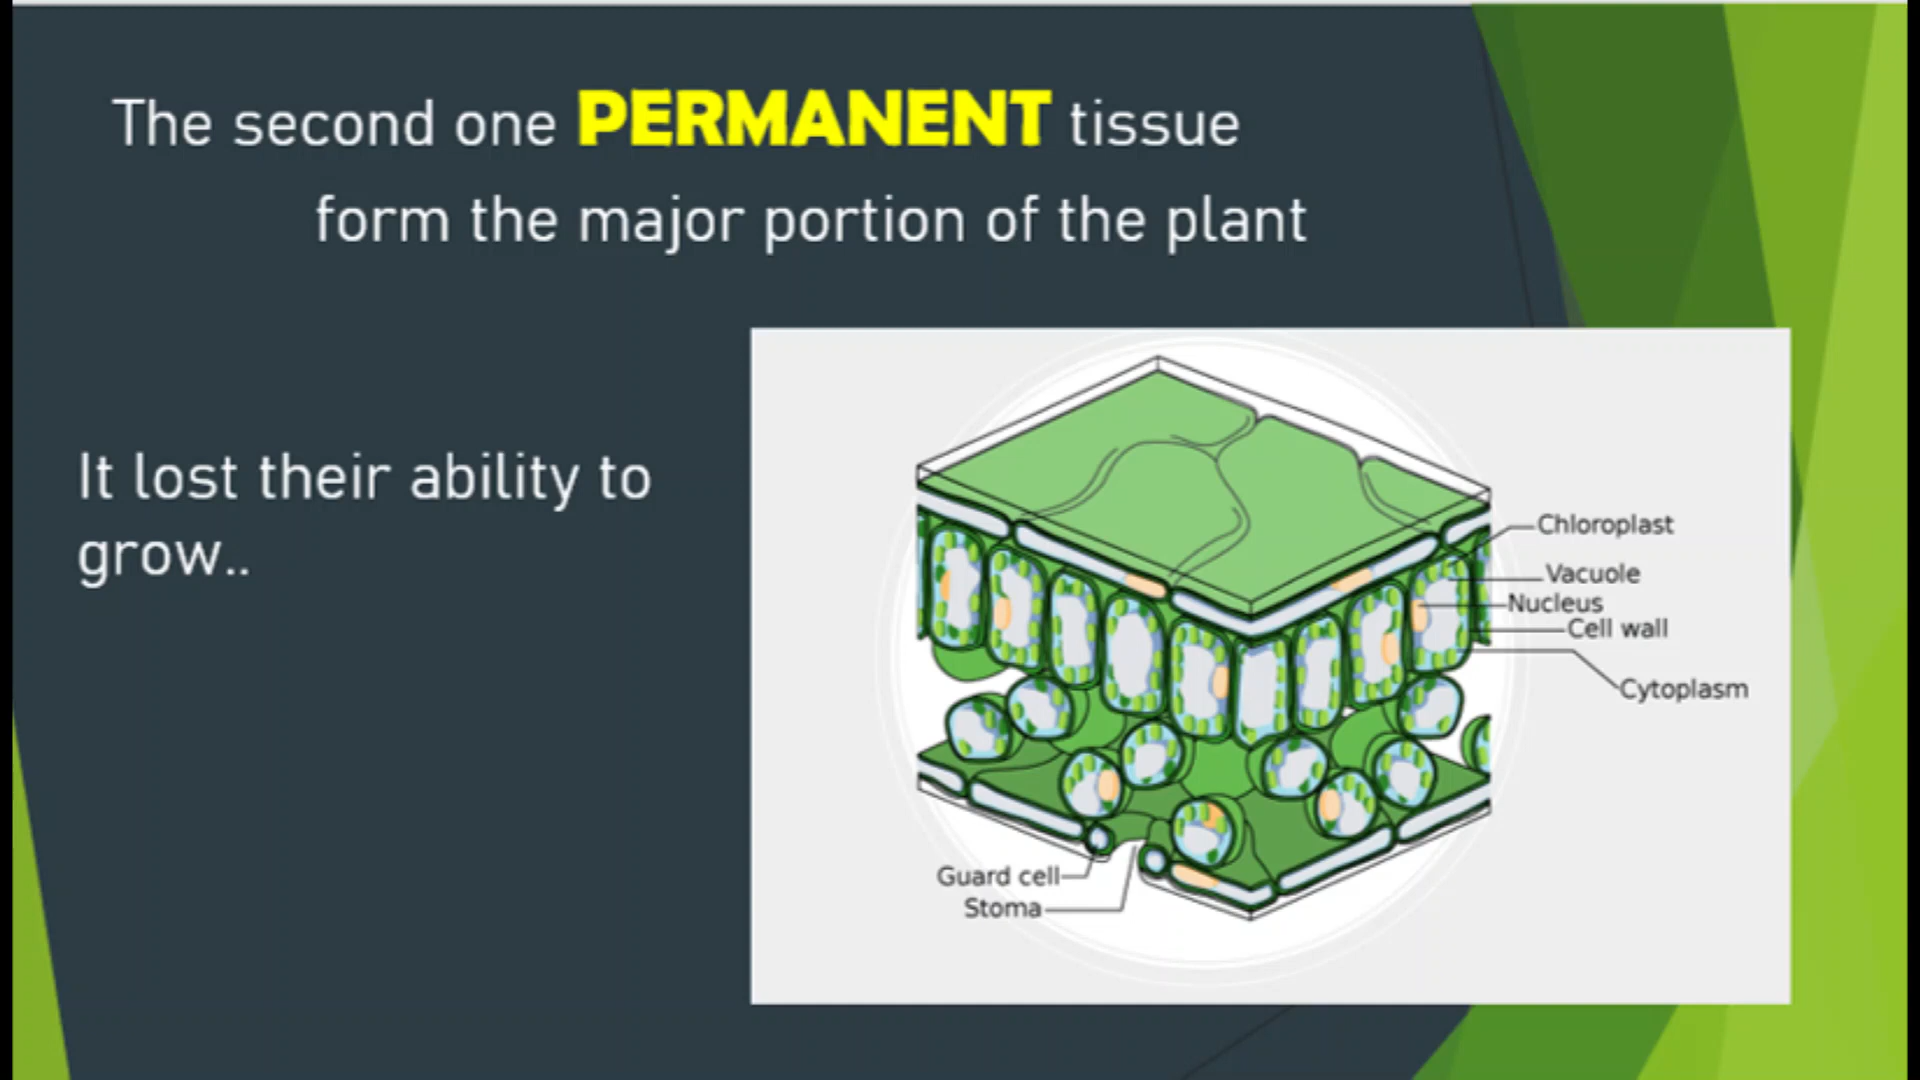 The second one PERMANENT tissue
form the major portion of the plant
It lost their ability to
grow..
Chloroplast
Vacuole
Nucleus
Cell wall
Cytoplasm
Guard cell
Stoma